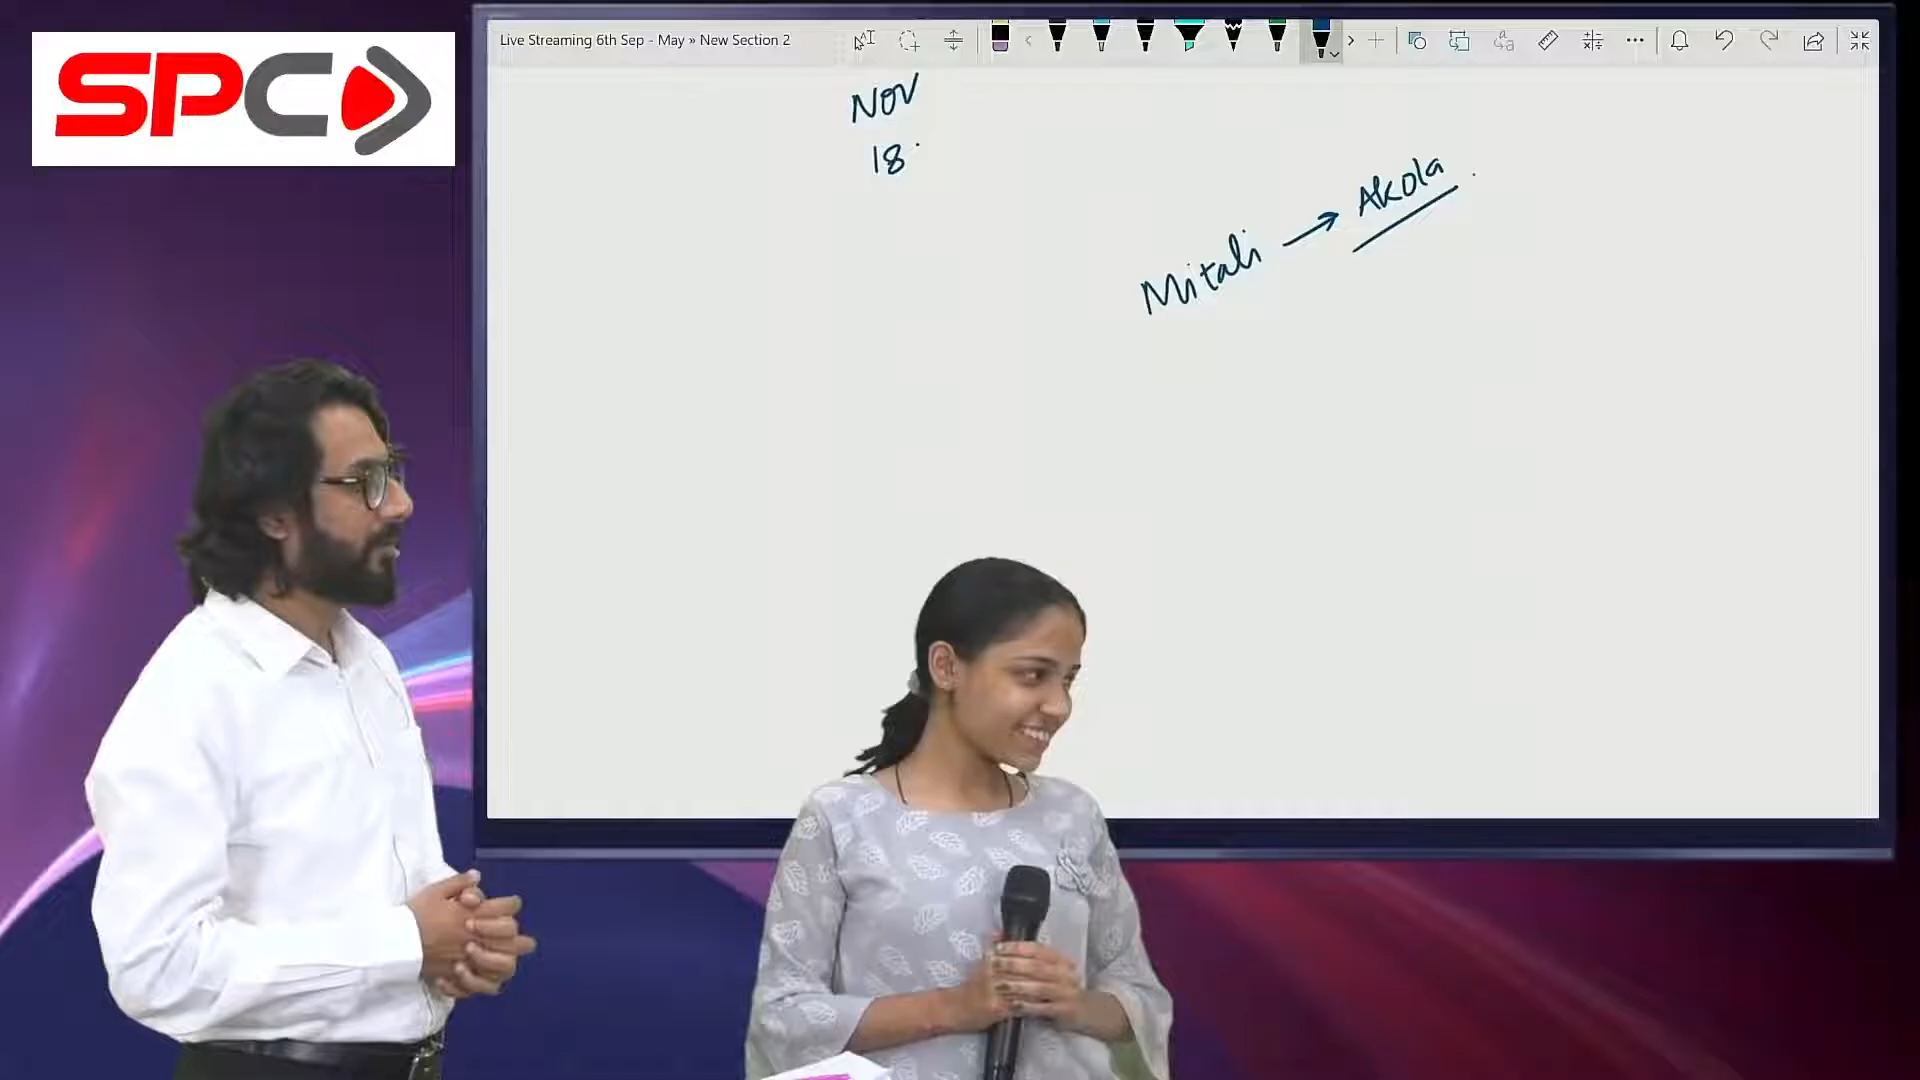 SPC
Live Streaming 6th Sep - May » New Section 2
Nov
18
Mitali → Akola